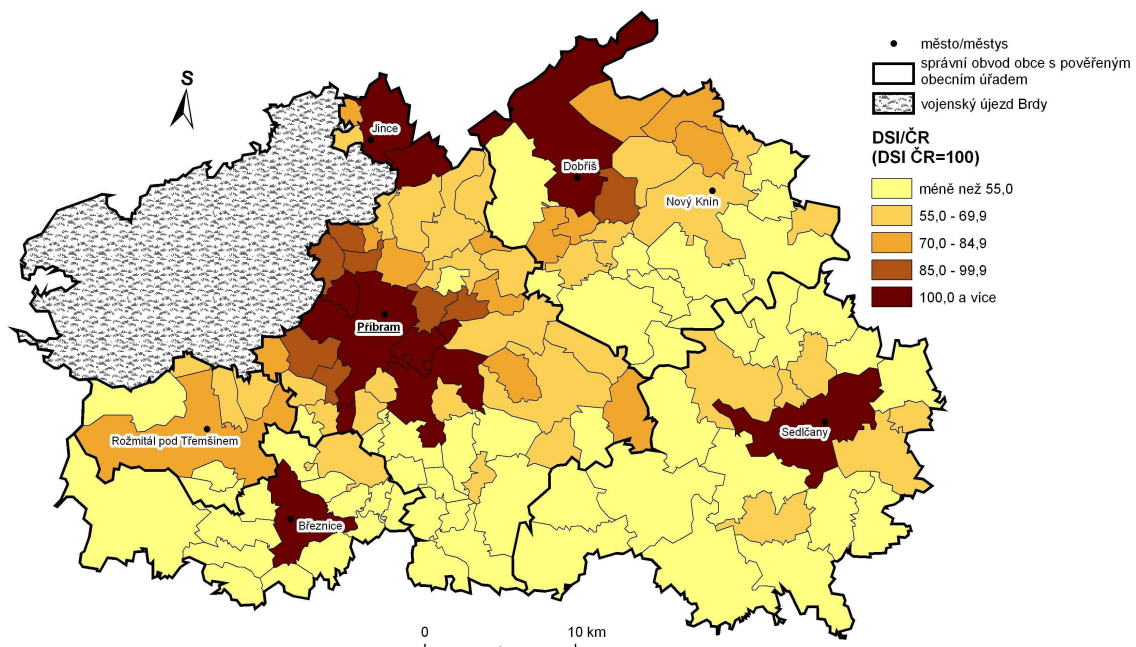 S
město/městys
správní obvod obce s pověřeným
obecním úřadem
vojenský újezd Brdy
DSI/ČR
(DSI ČR=100)
méně než 55,0
55,0 - 69,9
70,0 - 84,9
85,0 - 99,9
100,0 a více
Jince
Dobříš
Nový Knín
Příbram
Rožmitál pod Třemšínem
Sedlčany
Březnice
0 10 km